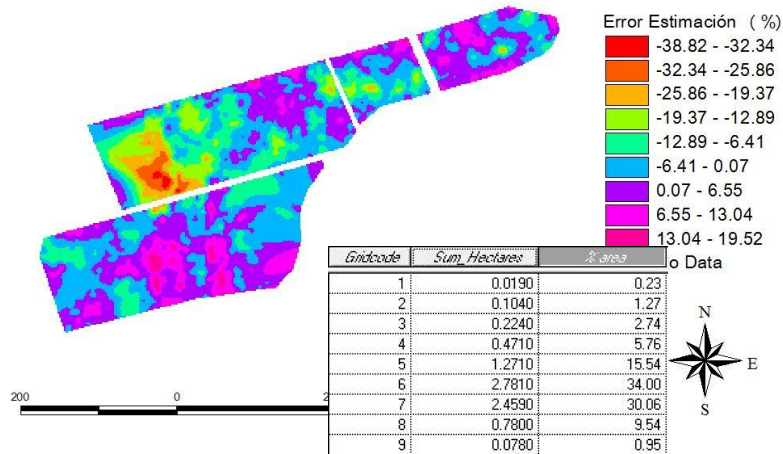 Error Estimación ( %)
-38.82 - -32.34
-32.34 - -25.86
-25.86 - -19.37
-19.37 - -12.89
-12.89 - -6.41
-6.41 - 0.07
0.07 - 6.55
6.55 - 13.04
13.04 - 19.52
o Data
Gridcode Sum_Hectares % area
1 0.0190 0.23
2 0.1040 1.27
3 0.2240 2.74
4 0.4710 5.76
5 1.2710 15.54
6 2.7810 34.00
7 2.4590 30.06
8 0.7800 9.54
9 0.0780 0.95
N
E
S
200 0 2